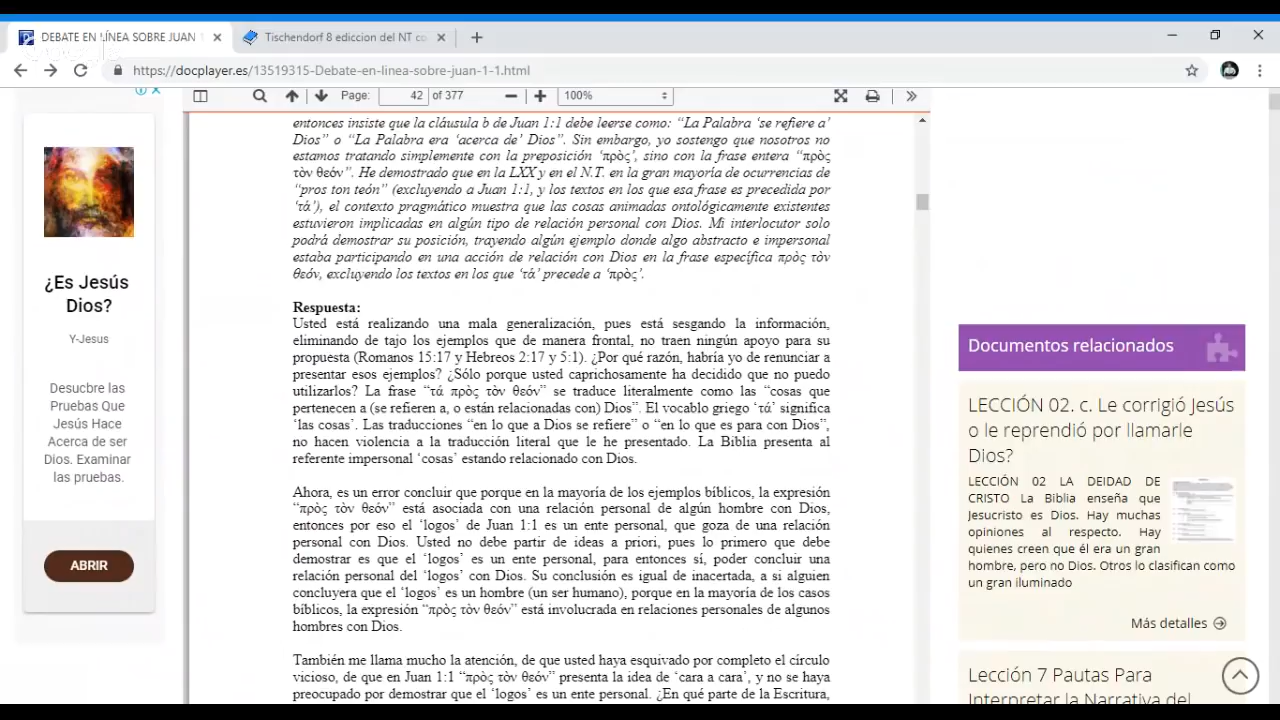 DEBATE EN LÍNEA SOBRE JUAN 1
Tischendorf 8 ediccion del NT co
https://docplayer.es/13519315-Debate-en-linea-sobre-juan-1-1.html
Page: 42 of 377 100%
entonces insiste que la cláusula b de Juan 1:1 debe leerse como: “La Palabra ‘se refiere a’
Dios” o “La Palabra era ‘acerca de’ Dios”. Sin embargo, yo sostengo que nosotros no
estamos tratando simplemente con la preposición ‘πρὸς’, sino con la frase entera “πρὸς
τὸν θεόν”. He demostrado que en la LXX y en el N.T. en la gran mayoría de ocurrencias de
“pros ton teón” (excluyendo a Juan 1:1, y los textos en los que esa frase es precedida por
‘τά’), el contexto pragmático muestra que las cosas animadas ontológicamente existentes
estuvieron implicadas en algún tipo de relación personal con Dios. Mi interlocutor solo
podrá demostrar su posición, trayendo algún ejemplo donde algo abstracto e impersonal
estaba participando en una acción de relación con Dios en la frase específica πρὸς τὸν
θεόν, excluyendo los textos en los que ‘τά’ precede a ‘πρὸς’.
Respuesta:
Usted está realizando una mala generalización, pues está sesgando la información,
eliminando de tajo los ejemplos que de manera frontal, no traen ningún apoyo para su
propuesta (Romanos 15:17 y Hebreos 2:17 y 5:1). ¿Por qué razón, habría yo de renunciar a
presentar esos ejemplos? ¿Sólo porque usted caprichosamente ha decidido que no puedo
utilizarlos? La frase “τά πρὸς τὸν θεόν” se traduce literalmente como las “cosas que
pertenecen a (se refieren a, o están relacionadas con) Dios”. El vocablo griego ‘τά’ significa
‘las cosas’. Las traducciones “en lo que a Dios se refiere” o “en lo que es para con Dios”,
no hacen violencia a la traducción literal que le he presentado. La Biblia presenta al
referente impersonal ‘cosas’ estando relacionado con Dios.
Ahora, es un error concluir que porque en la mayoría de los ejemplos bíblicos, la expresión
“πρὸς τὸν θεόν” está asociada con una relación personal de algún hombre con Dios,
entonces por eso el ‘logos’ de Juan 1:1 es un ente personal, que goza de una relación
personal con Dios. Usted no debe partir de ideas a priori, pues lo primero que debe
demostrar es que el ‘logos’ es un ente personal, para entonces sí, poder concluir una
relación personal del ‘logos’ con Dios. Su conclusión es igual de inacertada, a si alguien
concluyera que el ‘logos’ es un hombre (un ser humano), porque en la mayoría de los casos
bíblicos, la expresión “πρὸς τὸν θεόν” está involucrada en relaciones personales de algunos
hombres con Dios.
También me llama mucho la atención, de que usted haya esquivado por completo el círculo
vicioso, de que en Juan 1:1 “πρὸς τὸν θεόν” presenta la idea de ‘cara a cara’, y no se haya
preocupado por demostrar que el ‘logos’ es un ente personal. ¿En qué parte de la Escritura,
¿Es Jesús
Dios?
Y-Jesus
Desucbre las
Pruebas Que
Jesús Hace
Acerca de ser
Dios. Examinar
las pruebas.
ABRIR
Documentos relacionados
LECCIÓN 02. c. Le corrigió Jesús
o le reprendió por llamarle
Dios?
LECCIÓN 02 LA DEIDAD DE
CRISTO La Biblia enseña que
Jesucristo es Dios. Hay muchas
opiniones al respecto. Hay
quienes creen que él era un gran
hombre, pero no Dios. Otros lo clasifican como
un gran iluminado
Más detalles
Lección 7 Pautas Para
Interpretar la Narrativa del